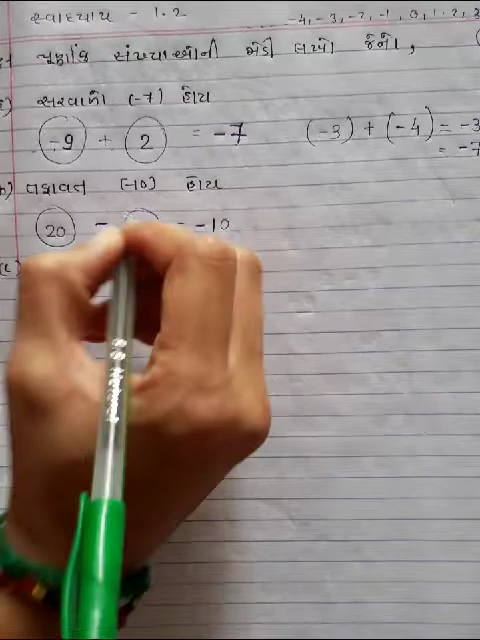 સ્વાધ્યાય - 1.2
-4, -3, -2, -1, 0, 1, 2, 3
પૂર્ણાંક સંખ્યાઓની જોડી લખો જેનો,
સરવાળો (-7) હોય
-9 + 2 = -7 (-3) + (-4) = -3
= -7
તફાવત (-10) હોય
20 - = -10